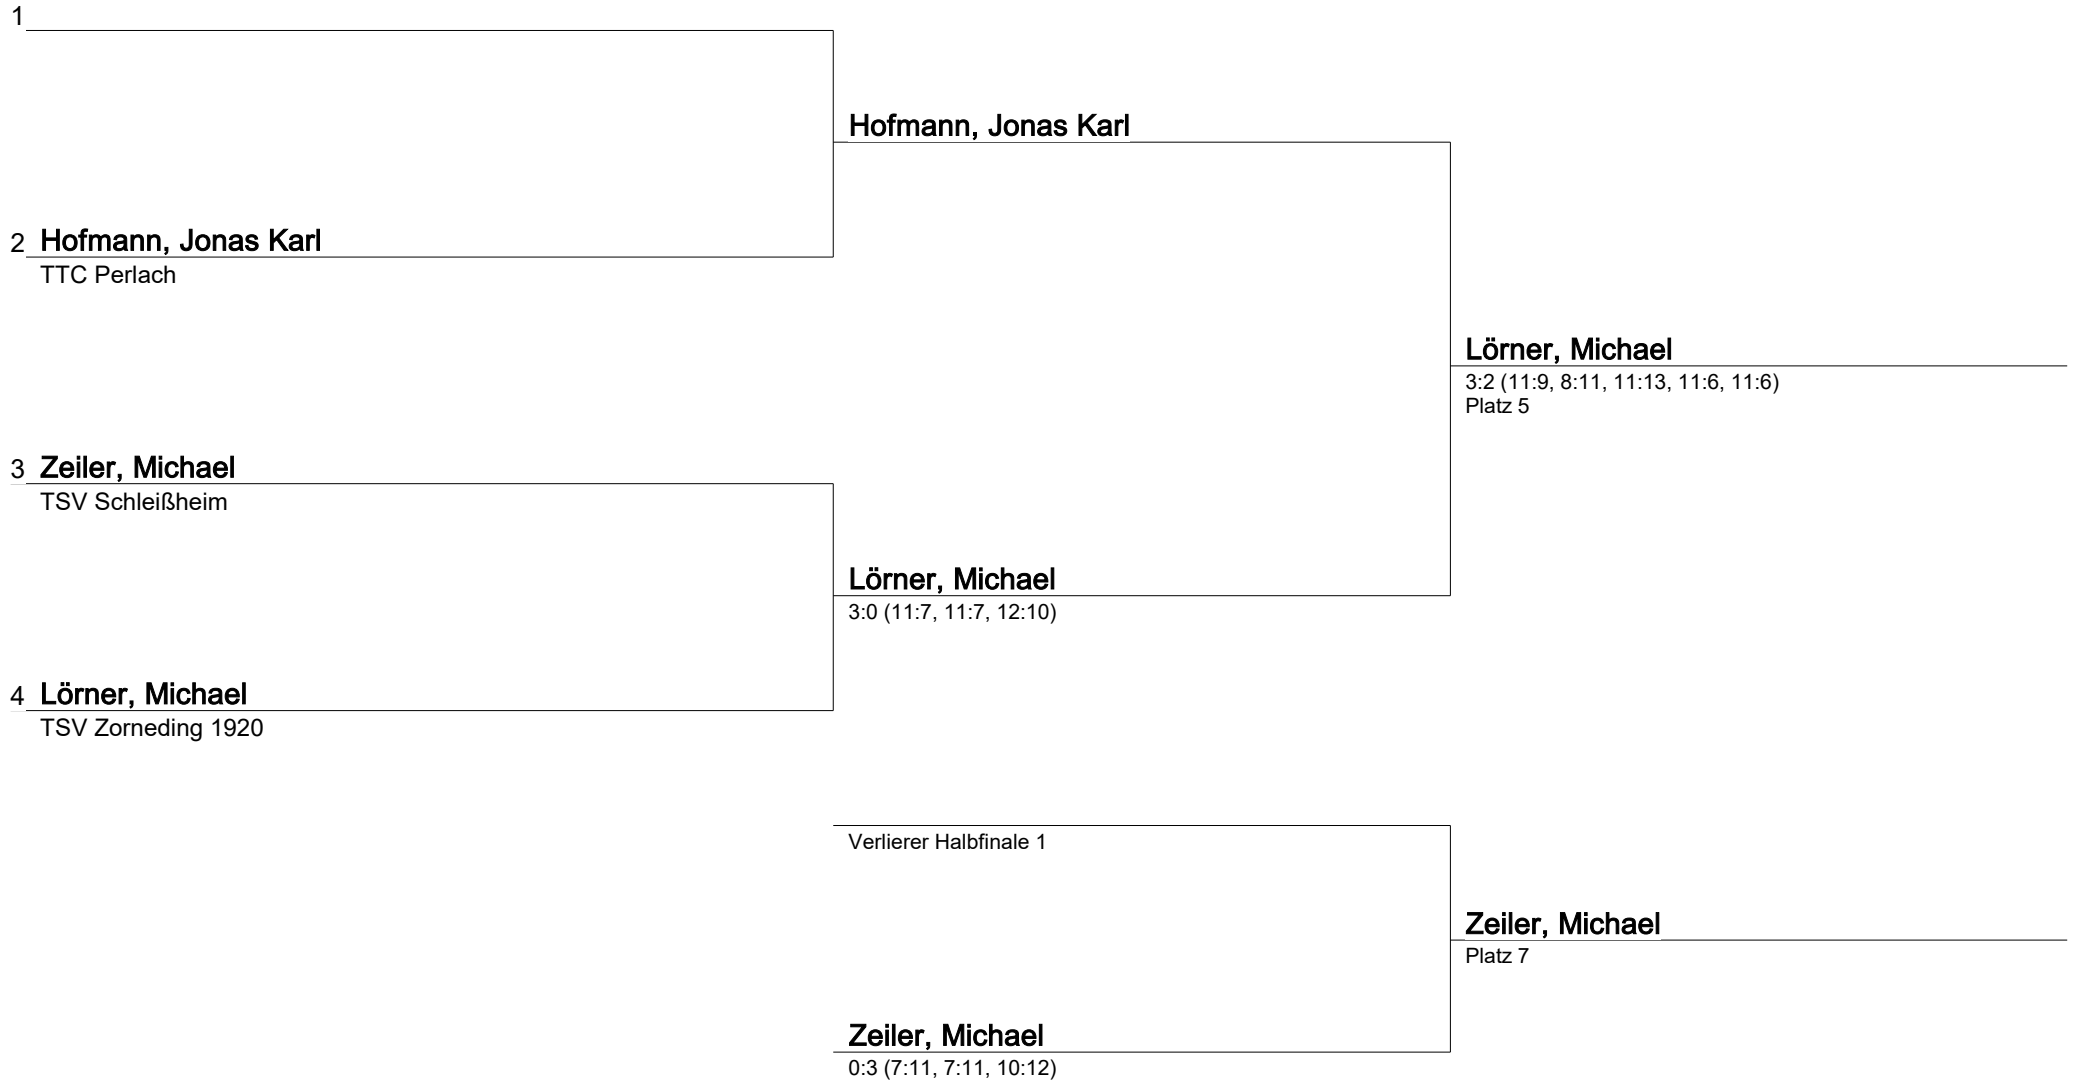 1
Hofmann, Jonas Karl
2 Hofmann, Jonas Karl
TTC Perlach
Lörner, Michael
3:2 (11:9, 8:11, 11:13, 11:6, 11:6)
Platz 5
3 Zeiler, Michael
TSV Schleißheim
Lörner, Michael
3:0 (11:7, 11:7, 12:10)
4 Lörner, Michael
TSV Zorneding 1920
Verlierer Halbfinale 1
Zeiler, Michael
Platz 7
Zeiler, Michael
0:3 (7:11, 7:11, 10:12)